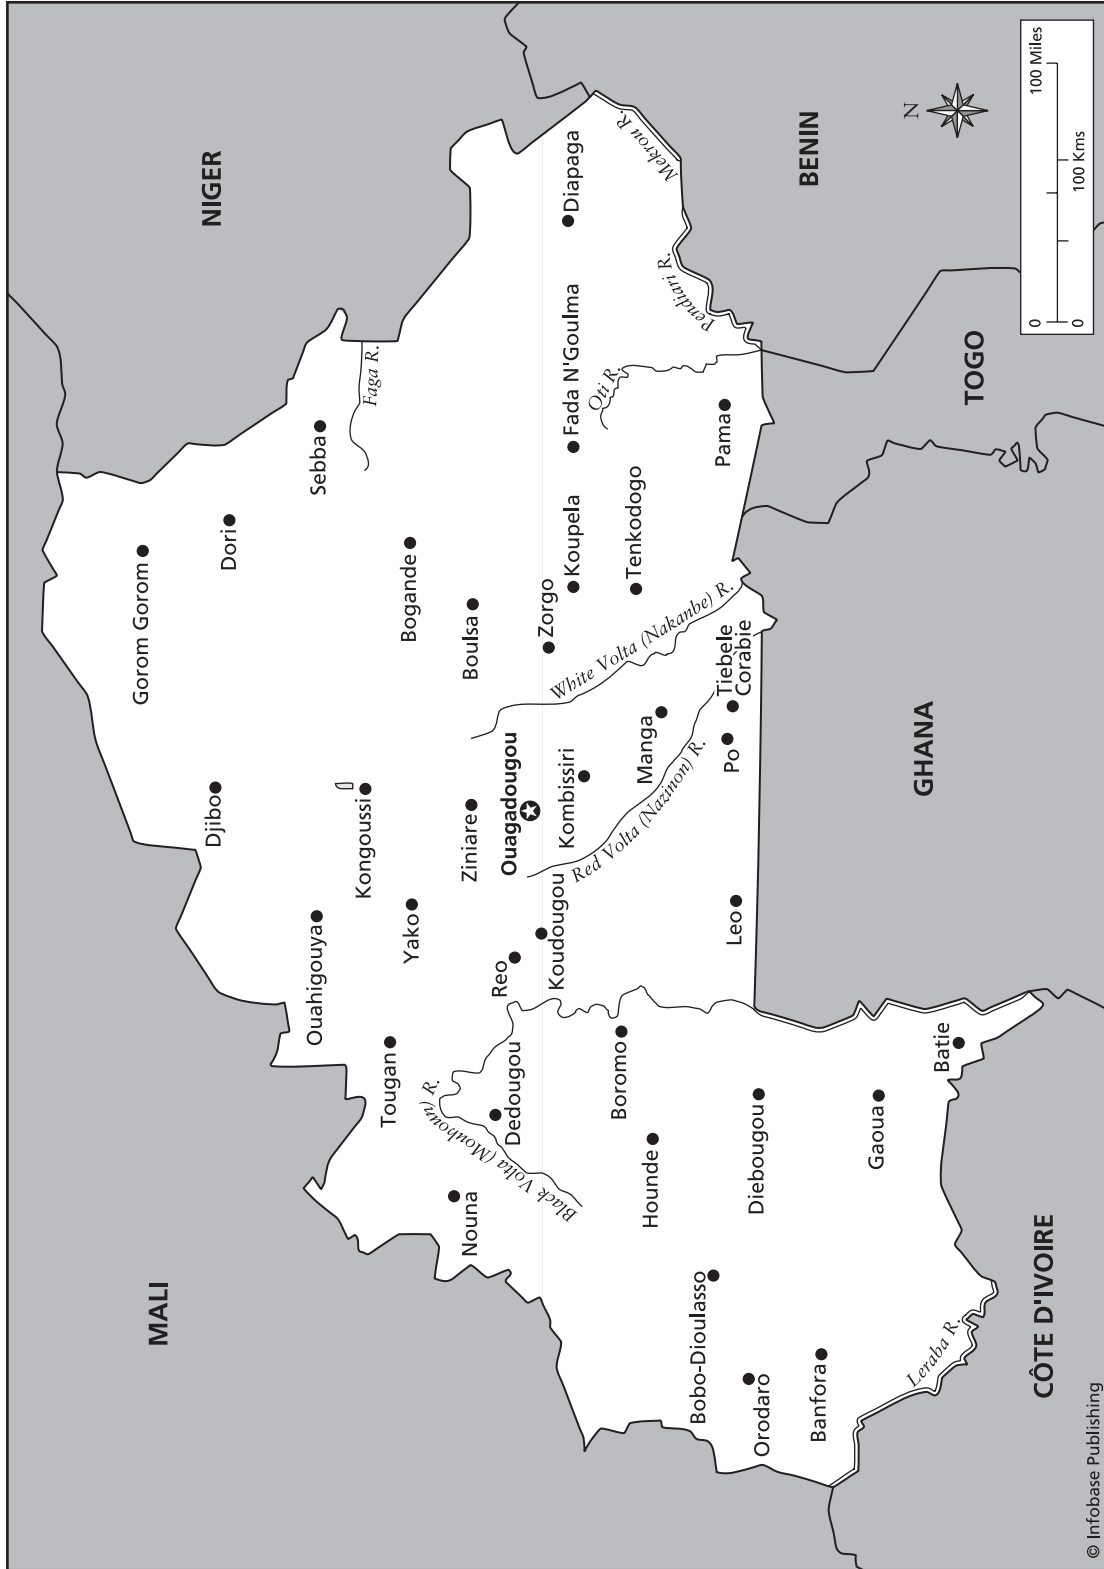 MALI
NIGER
BENIN
TOGO
GHANA
CÔTE D'IVOIRE
Gorom Gorom
Dori
Djibo
Sebba
Faga R.
Ouahigouya
Kongoussi
Bogande
Yako
Tougan
Boulsa
Ziniare
Nouna
Dedougou
Black Volta (Mouhoun) R.
Reo
Koudougou
Ouagadougou
Zorgo
Koupela
Fada N'Goulma
Diapaga
Kombissiri
White Volta (Nakanbe) R.
Red Volta (Nazinon) R.
Tenkodogo
Oti R.
Mekrou R.
Pendiari R.
Boromo
Hounde
Manga
Pama
Po
Tiebele
Corabie
Leo
Bobo-Dioulasso
Orodaro
Diebougou
Banfora
Gaoua
Batie
Leraba R.
N
0 100 Miles
0 100 Kms
© Infobase Publishing